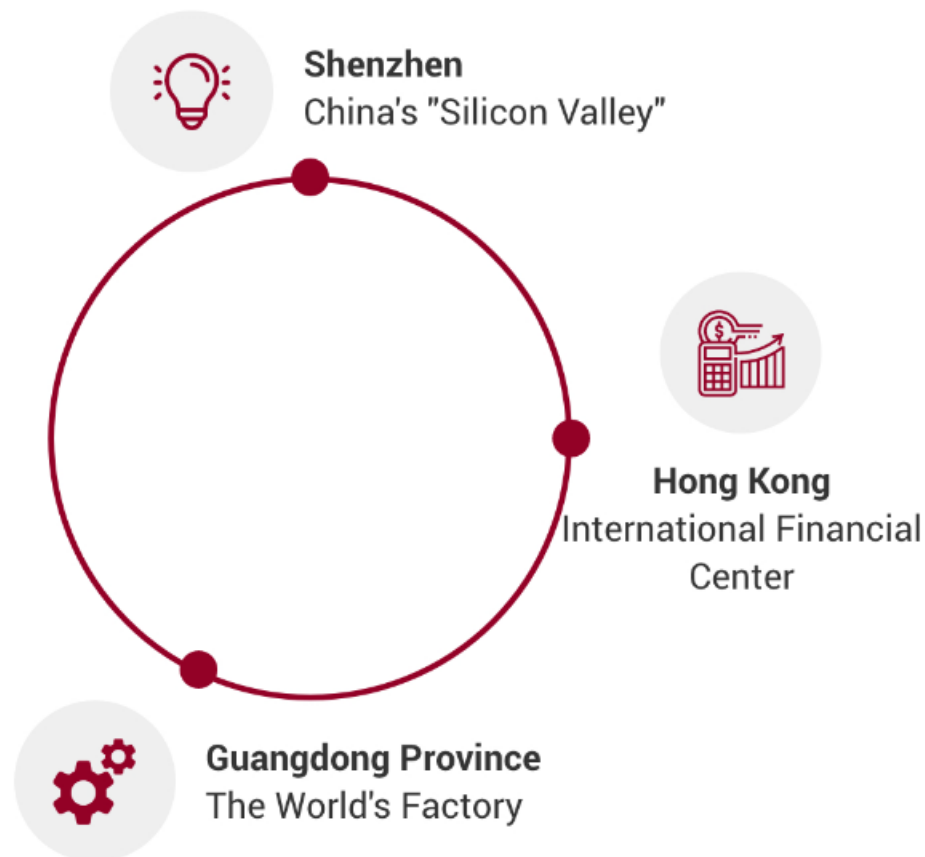 Shenzhen
China's "Silicon Valley"
$
Hong Kong
International Financial
Center
Guangdong Province
The World's Factory